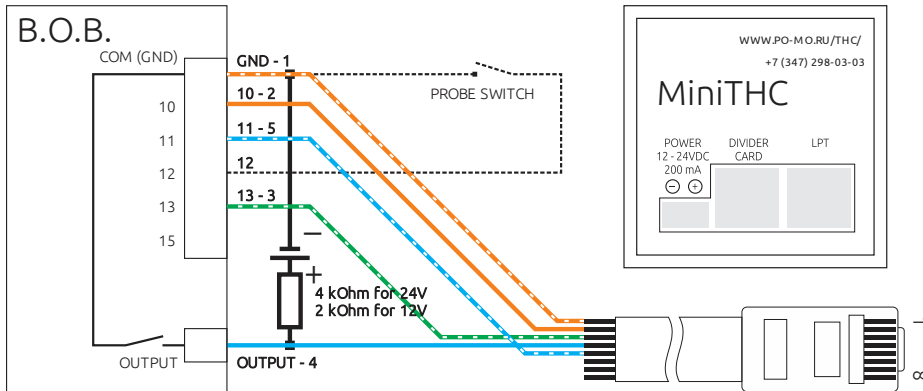 B.O.B.
COM (GND)
10
11
12
13
15
OUTPUT
GND - 1
10 - 2
11 - 5
12
13 - 3
OUTPUT - 4
PROBE SWITCH
−
+
4 kOhm for 24V
2 kOhm for 12V
WWW.PO-MO.RU/THC/
+7 (347) 298-03-03
MiniTHC
POWER
12 - 24VDC
200 mA
− +
DIVIDER
CARD
LPT
1
8